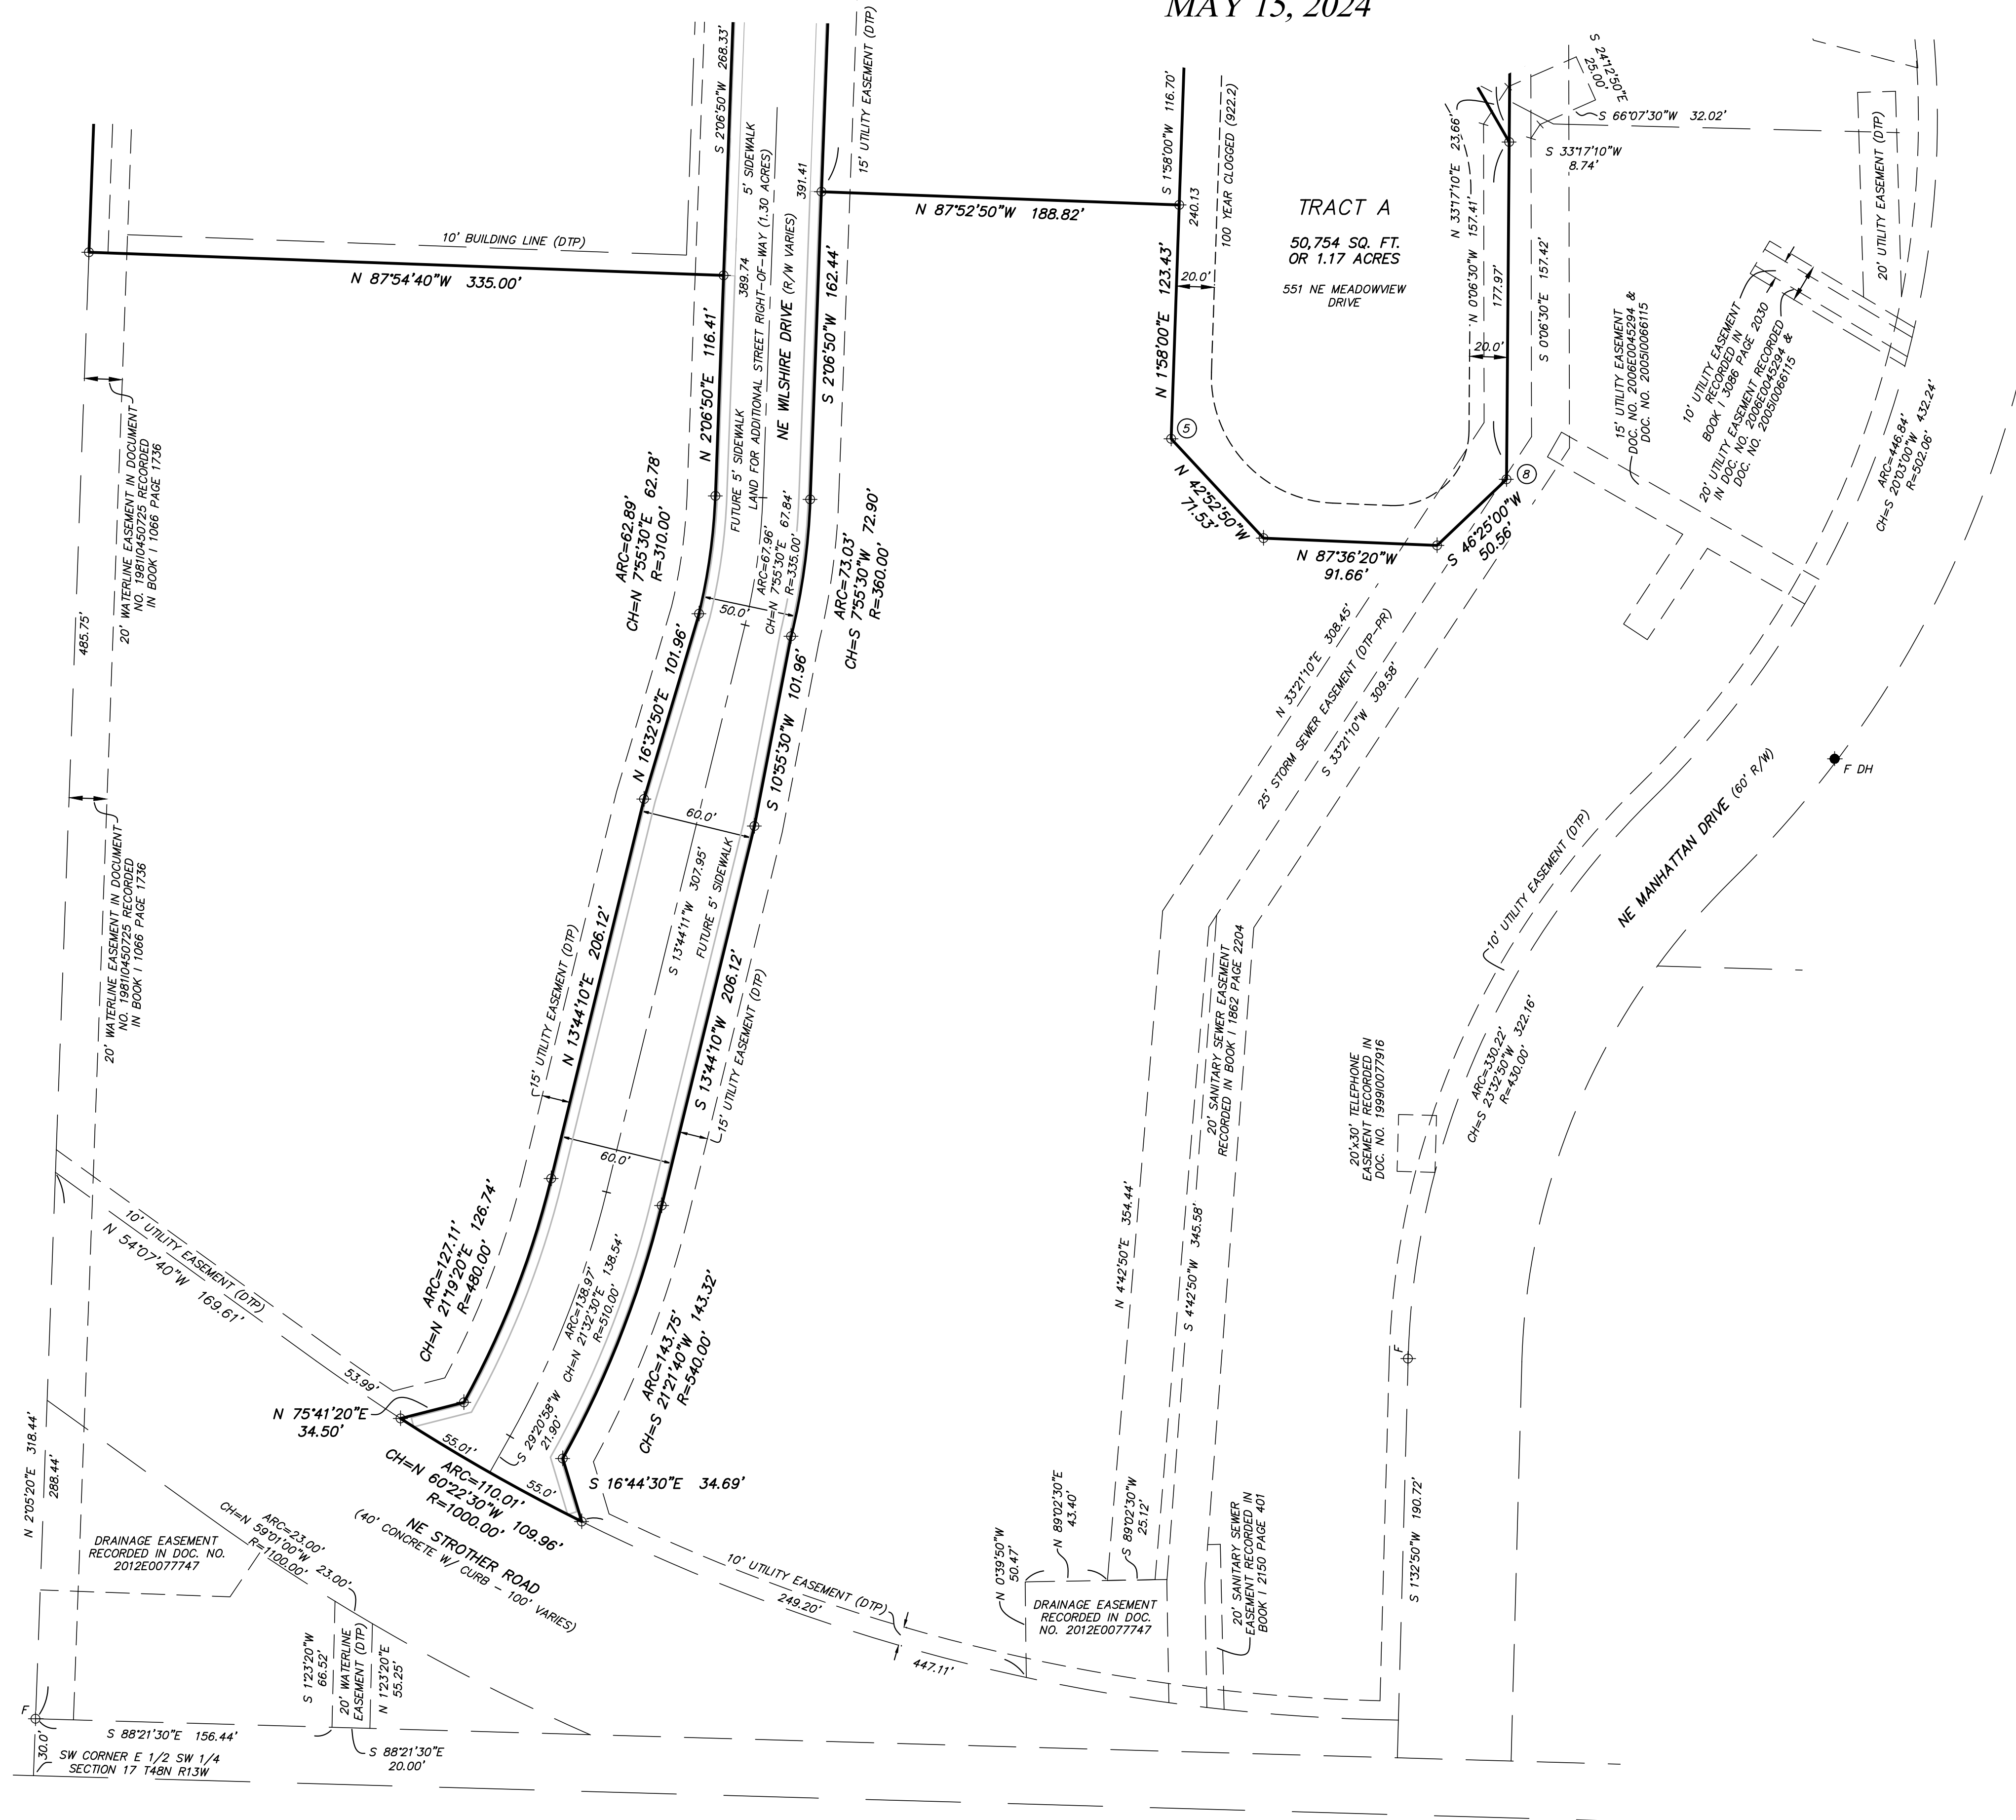 MAY 15, 2024
S 2°06'50"W 268.33'
5' SIDEWALK
LAND FOR ADDITIONAL STREET RIGHT-OF-WAY (1.30 ACRES)
389.74
391.41
15' UTILITY EASEMENT (DTP)
NE WILSHIRE DRIVE (R/W VARIES)
S 2°06'50"W 162.44'
N 2°06'50"E 116.41'
FUTURE 5' SIDEWALK
10' BUILDING LINE (DTP)
N 87°54'40"W 335.00'
N 87°52'50"W 188.82'
S 1°58'00"W 116.70'
240.13
100 YEAR CLOGGED (922.2)
N 1°58'00"E 123.43'
20.0'
TRACT A
50,754 SQ. FT.
OR 1.17 ACRES
551 NE MEADOWVIEW
DRIVE
N 33°17'10"E 23.66'
N 0°06'30"W 157.41'
177.97'
20.0'
S 0°06'30"E 157.42'
S 24°12'50"E
25.00'
S 66°07'30"W 32.02'
S 33°17'10"W
8.74'
20' UTILITY EASEMENT (DTP)
15' UTILITY EASEMENT
DOC. NO. 2006E0045294 &
DOC. NO. 2005I0066115
10' UTILITY EASEMENT
RECORDED IN
BOOK I 3086 PAGE 2030
20' UTILITY EASEMENT RECORDED
IN DOC. NO. 2006E0045294 &
DOC. NO. 2005I0066115
ARC=446.84'
CH=S 20°03'00"W 432.24'
R=502.06'
5
N 42°52'50"W
71.53'
N 87°36'20"W
91.66'
S 46°25'00"W
50.56'
8
20' WATERLINE EASEMENT IN DOCUMENT
NO. 1981I0450725 RECORDED
IN BOOK I 1066 PAGE 1736
485.75'
20' WATERLINE EASEMENT IN DOCUMENT
NO. 1981I0450725 RECORDED
IN BOOK I 1066 PAGE 1736
ARC=62.89'
CH=N 7°55'30"E 62.78'
R=310.00'
ARC=67.96'
CH=N 7°55'30"E 67.84'
R=335.00'
ARC=73.03'
CH=S 7°55'30"W 72.90'
R=360.00'
50.0'
N 16°32'50"E 101.96'
S 10°55'30"W 101.96'
60.0'
S 13°44'11"W 307.95'
FUTURE 5' SIDEWALK
15' UTILITY EASEMENT (DTP)
N 13°44'10"E 206.12'
S 13°44'10"W 206.12'
15' UTILITY EASEMENT (DTP)
60.0'
N 33°21'10"E 308.45'
25' STORM SEWER EASEMENT (DTP-PR)
S 33°21'10"W 309.58'
F DH
NE MANHATTAN DRIVE (60' R/W)
10' UTILITY EASEMENT (DTP)
20' SANITARY SEWER EASEMENT
RECORDED IN BOOK I 1862 PAGE 2204
20'x30' TELEPHONE
EASEMENT RECORDED IN
DOC. NO. 1999I0077916
ARC=330.22'
CH=S 23°32'50"W 322.16'
R=430.00'
N 4°42'50"E 354.44'
S 4°42'50"W 345.58'
F
S 1°32'50"W 190.72'
10' UTILITY EASEMENT (DTP)
N 54°07'40"W 169.61'
53.99'
ARC=127.11'
CH=N 21°19'20"E 126.74'
R=480.00'
ARC=138.97'
CH=N 21°32'30"E 138.54'
R=510.00'
ARC=143.75'
CH=S 21°21'40"W 143.32'
R=540.00'
S 29°20'58"W
21.90'
N 75°41'20"E
34.50'
55.01'
55.0'
S 16°44'30"E 34.69'
ARC=110.01'
CH=N 60°22'30"W 109.96'
R=1000.00'
NE STROTHER ROAD
(40' CONCRETE W/ CURB - 100' VARIES)
10' UTILITY EASEMENT (DTP)
249.20'
447.11'
N 0°39'50"W
50.47'
N 89°02'30"E
43.40'
S 89°02'30"W
25.12'
DRAINAGE EASEMENT
RECORDED IN DOC.
NO. 2012E0077747
20' SANITARY SEWER
EASEMENT RECORDED IN
BOOK I 2150 PAGE 401
N 2°05'20"E 318.44'
288.44'
DRAINAGE EASEMENT
RECORDED IN DOC. NO.
2012E0077747
ARC=23.00'
CH=N 59°01'00"W 23.00'
R=1100.00'
S 1°23'20"W
66.52'
20' WATERLINE
EASEMENT (DTP)
N 1°23'20"E
55.25'
F
S 88°21'30"E 156.44'
30.0'
S 88°21'30"E
20.00'
SW CORNER E 1/2 SW 1/4
SECTION 17 T48N R13W